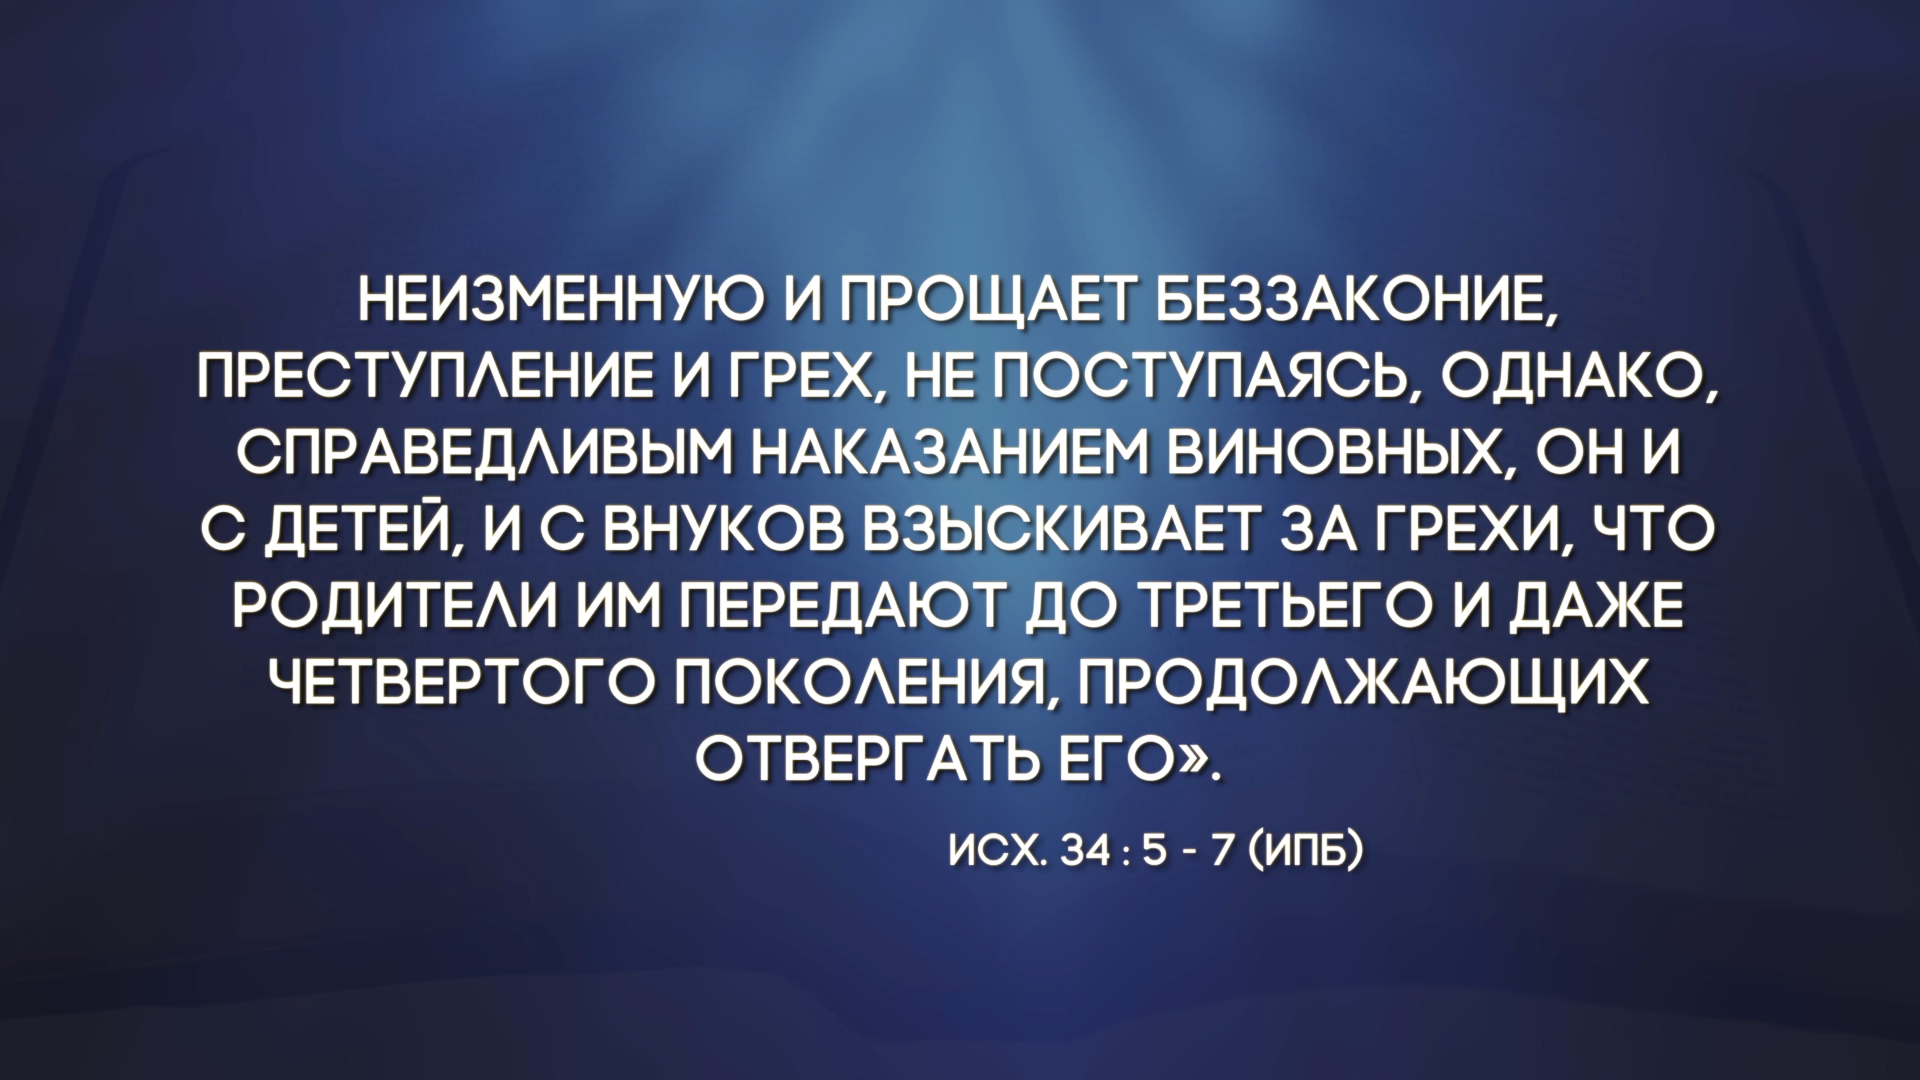 НЕИЗМЕННУЮ И ПРОЩАЕТ БЕЗЗАКОНИЕ,
ПРЕСТУПЛЕНИЕ И ГРЕХ, НЕ ПОСТУПАЯСЬ, ОДНАКО,
СПРАВЕДЛИВЫМ НАКАЗАНИЕМ ВИНОВНЫХ, ОН И
С ДЕТЕЙ, И С ВНУКОВ ВЗЫСКИВАЕТ ЗА ГРЕХИ, ЧТО
РОДИТЕЛИ ИМ ПЕРЕДАЮТ ДО ТРЕТЬЕГО И ДАЖЕ
ЧЕТВЕРТОГО ПОКОЛЕНИЯ, ПРОДОЛЖАЮЩИХ
ОТВЕРГАТЬ ЕГО».
ИСХ. 34 : 5 - 7 (ИПБ)